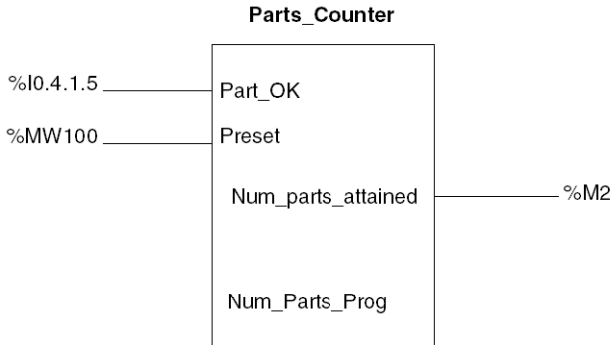 Parts_Counter
%I0.4.1.5
Part_OK
%MW100
Preset
Num_parts_attained
%M2
Num_Parts_Prog